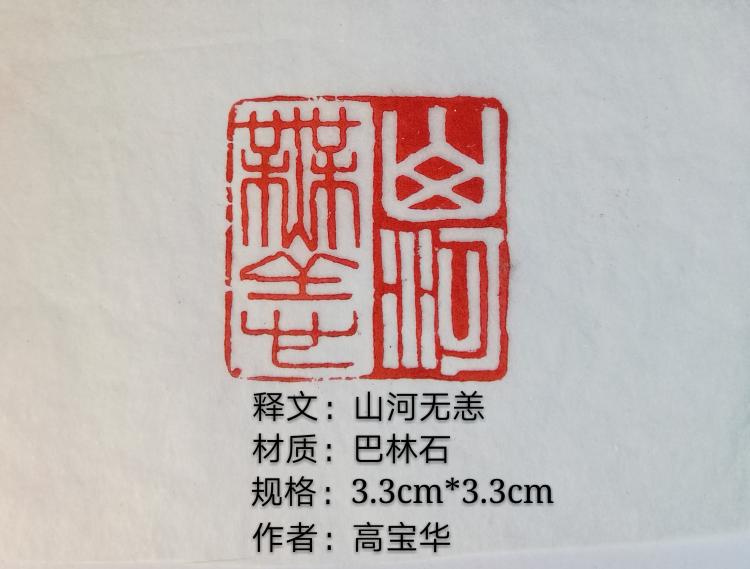 山河
無恙
释文：山河无恙
材质：巴林石
规格：3.3cm*3.3cm
作者：高宝华